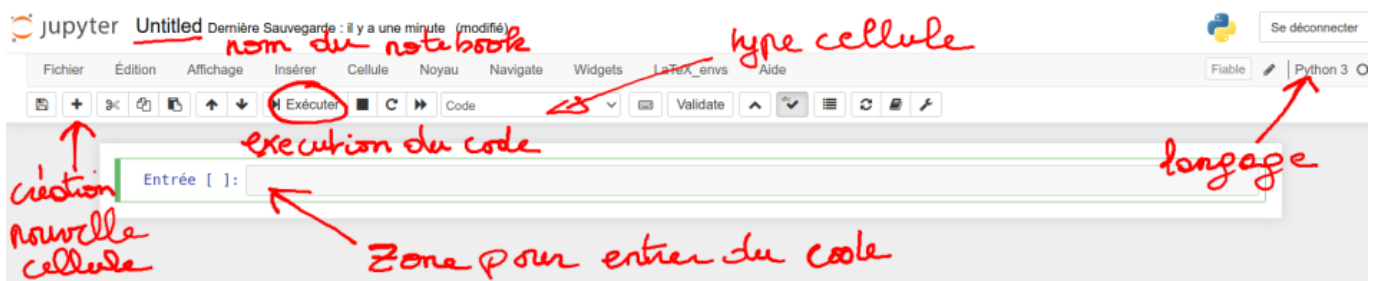 jupyter Untitled Dernière Sauvegarde : il y a une minute (modifié) Se déconnecter
nom du notebook
type cellule
Fichier Édition Affichage Insérer Cellule Noyau Navigate Widgets LaTeX_envs Aide Fiable Python 3
Exécuter Code Validate
execution du code
langage
Entrée [ ]:
création
nouvelle
cellule
Zone pour entrer du code